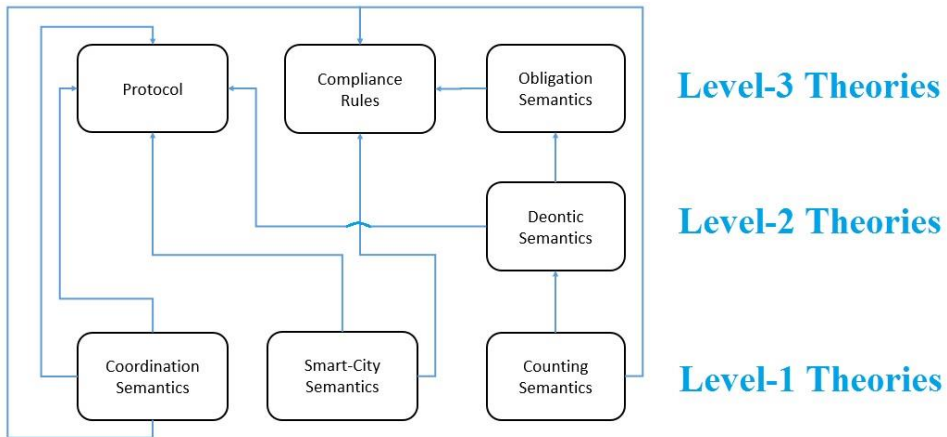 Protocol
Compliance
Rules
Obligation
Semantics
Level-3 Theories
Deontic
Semantics
Level-2 Theories
Coordination
Semantics
Smart-City
Semantics
Counting
Semantics
Level-1 Theories